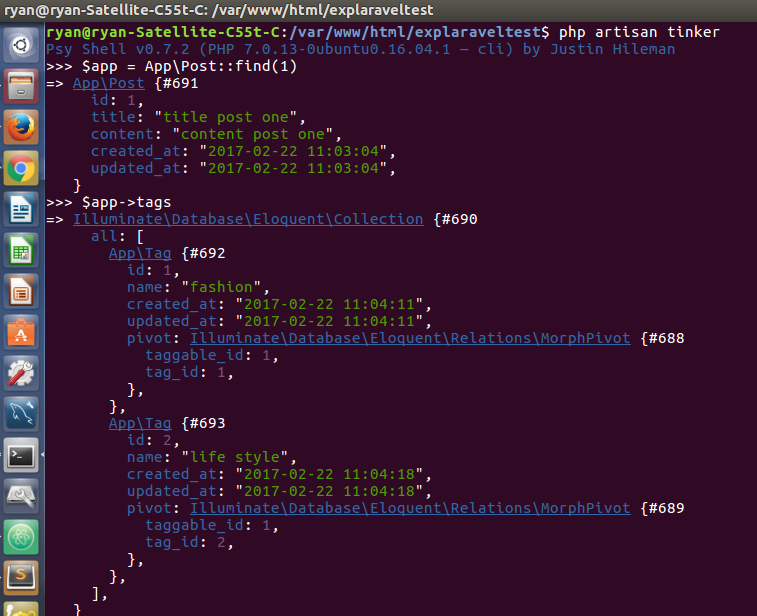 ryan@ryan-Satellite-C55t-C: /var/www/html/explaraveltest
ryan@ryan-Satellite-C55t-C:/var/www/html/expolaraveltest$ php artisan tinker
Psy Shell v0.7.2 (PHP 7.0.13-0ubuntu0.16.04.1 — cli) by Justin Hileman
>>> $app = App\Post::find(1)
=> App\Post {#691
     id: 1,
     title: "title post one",
     content: "content post one",
     created_at: "2017-02-22 11:03:04",
     updated_at: "2017-02-22 11:03:04",
   }
>>> $app->tags
=> Illuminate\Database\Eloquent\Collection {#690
     all: [
       App\Tag {#692
         id: 1,
         name: "fashion",
         created_at: "2017-02-22 11:04:11",
         updated_at: "2017-02-22 11:04:11",
         pivot: Illuminate\Database\Eloquent\Relations\MorphPivot {#688
           taggable_id: 1,
           tag_id: 1,
         },
       },
       App\Tag {#693
         id: 2,
         name: "life style",
         created_at: "2017-02-22 11:04:18",
         updated_at: "2017-02-22 11:04:18",
         pivot: Illuminate\Database\Eloquent\Relations\MorphPivot {#689
           taggable_id: 1,
           tag_id: 2,
         },
       },
     ],
   }